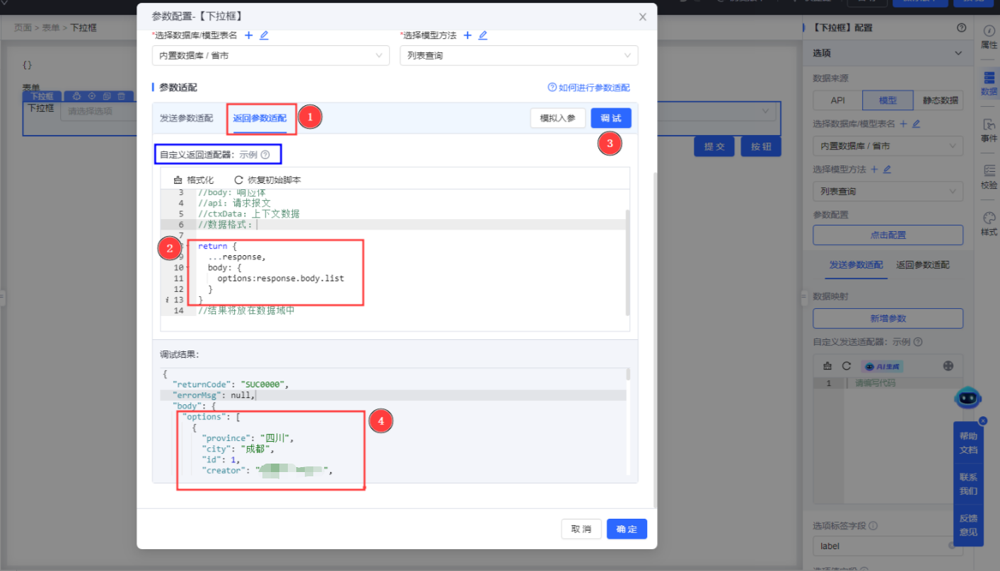 参数配置-【下拉框】
*选择数据库/模型表名
*选择模型方法
内置数据库 / 省市
列表查询
参数适配
如何进行参数适配
发送参数适配
返回参数适配
1
模拟入参
调 试
3
自定义返回适配器：示例
格式化
恢复初始脚本
3 //body：响应体
4 //api：请求报文
5 //ctxData：上下文数据
6 //数据格式：
7
2
8 return {
9 ...response,
10 body: {
11 options:response.body.list
12 }
i 13 }
14 //结果将放在数据域中
调试结果：
{
"returnCode": "SUC0000",
"errorMsg": null,
"body": {
"options": [
4
{
"province": "四川",
"city": "成都",
"id": 1,
"creator": "
",
取 消
确 定
页面 > 表单 > 下拉框
{}
表单
下拉框
下拉框
请选择选项
提 交
按 钮
【下拉框】配置
选项
数据来源
API
模型
静态数据
选择数据库/模型表名
内置数据库 / 省市
选择模型方法
列表查询
参数配置
点击配置
发送参数适配
返回参数适配
数据映射
新增参数
自定义发送适配器：示例
AI生成
1
请编写代码
选项标签字段
label
属性
数据
事件
校验
样式
帮助
文档
联系
我们
反馈
意见